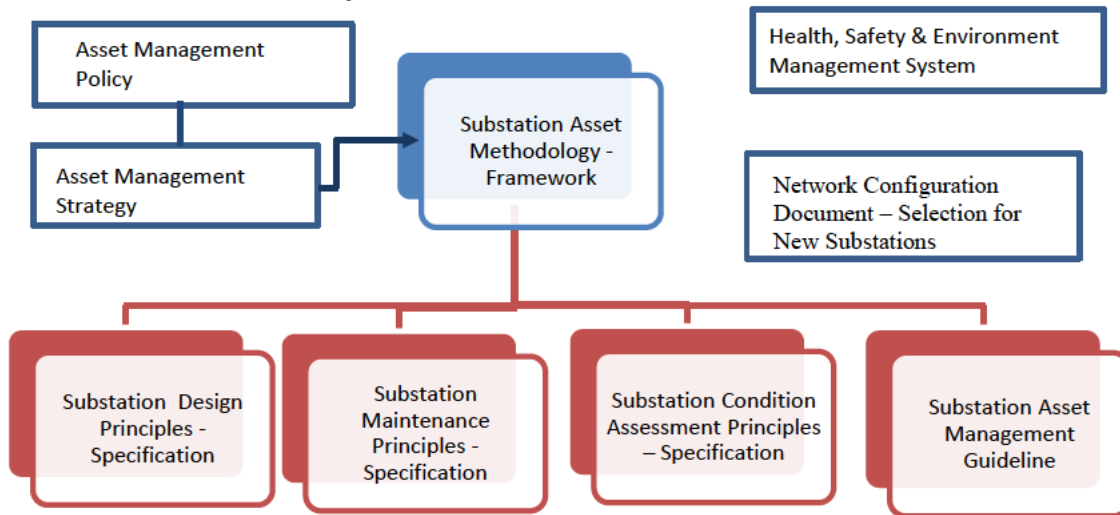 Asset Management
Policy
Asset Management
Strategy
Substation Asset
Methodology -
Framework
Health, Safety & Environment
Management System
Network Configuration
Document – Selection for
New Substations
Substation Design
Principles -
Specification
Substation
Maintenance
Principles -
Specification
Substation Condition
Assessment Principles
– Specification
Substation Asset
Management
Guideline